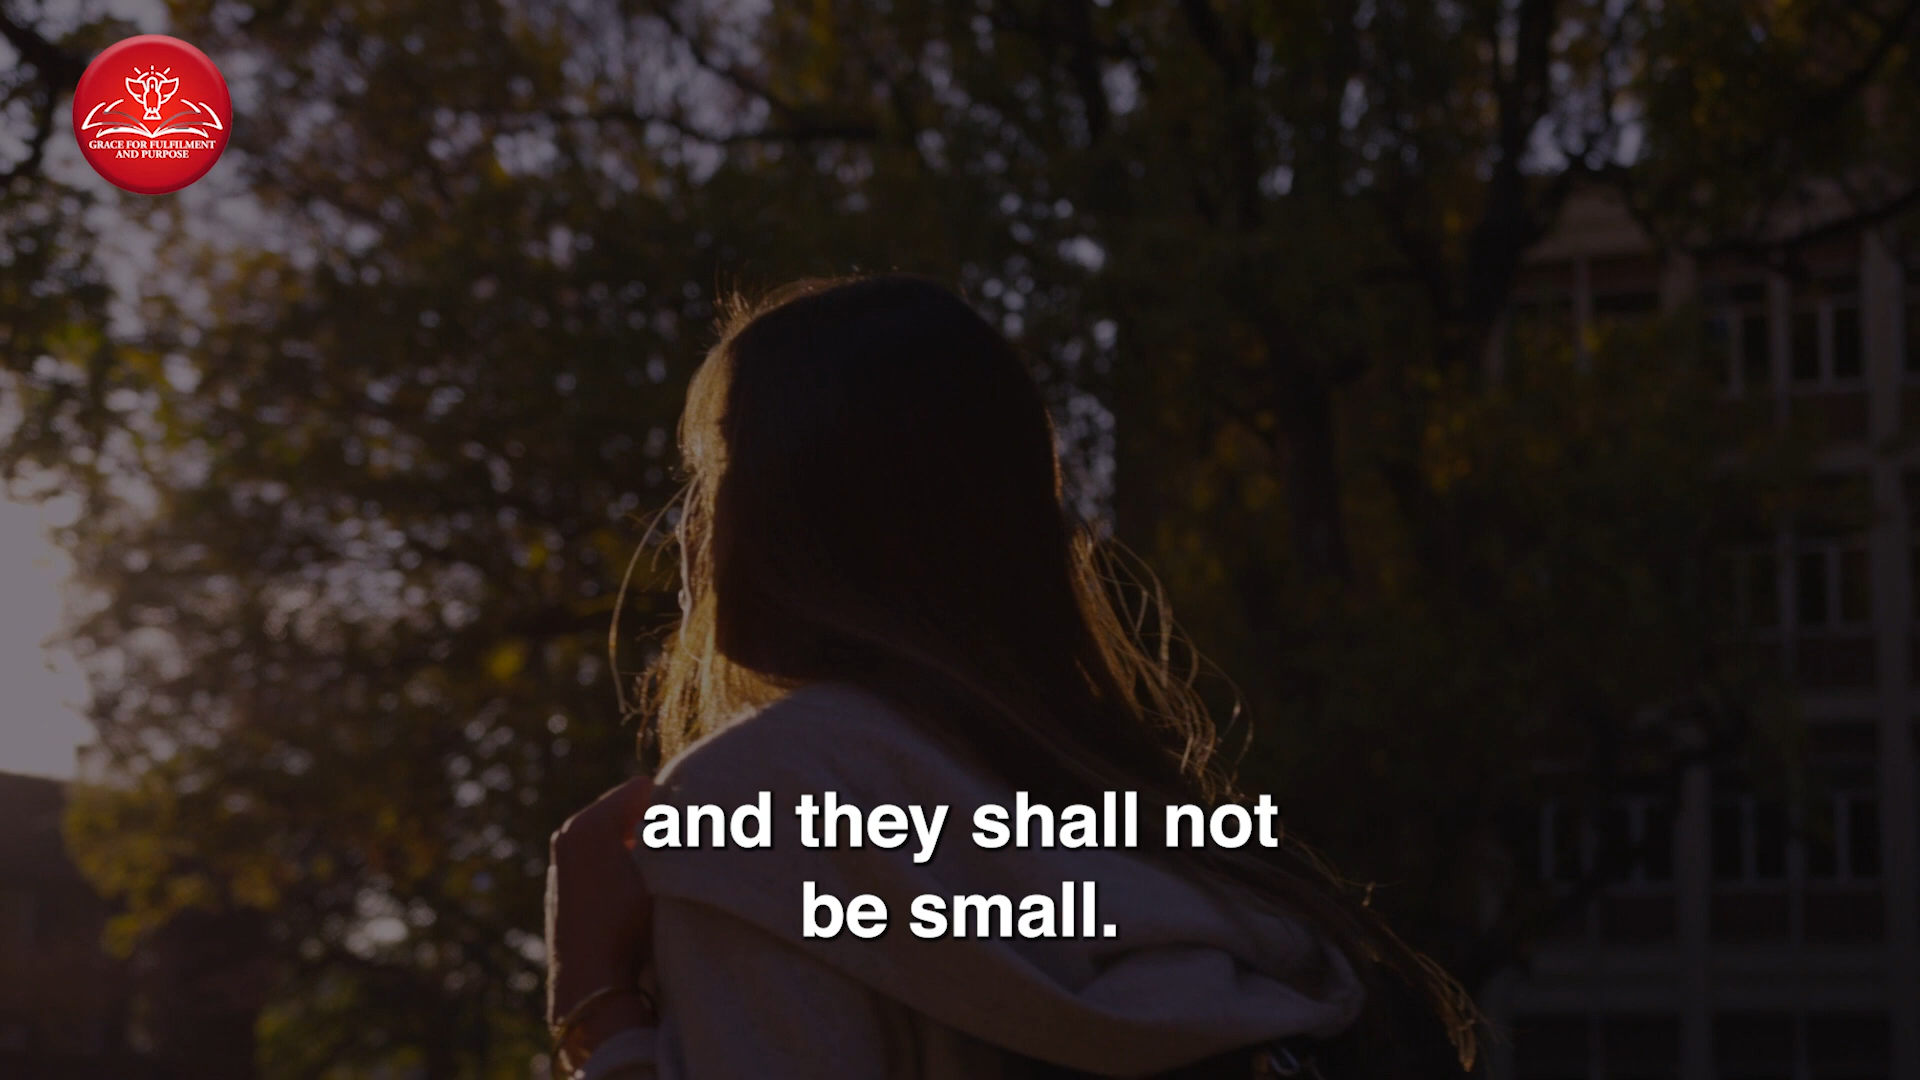 GRACE FOR FULFILMENT
AND PURPOSE
and they shall not
be small.